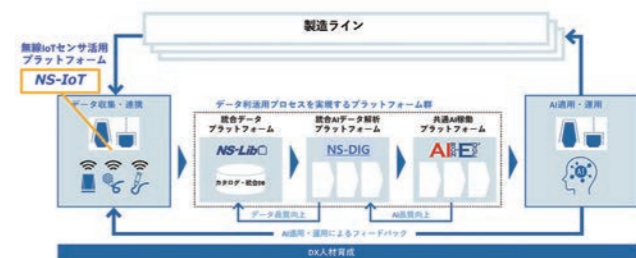 製造ライン
無線IoTセンサ活用
プラットフォーム
NS-IoT
データ収集・連携
データ利活用プロセスを実現するプラットフォーム群
AI適用・運用
統合データ
プラットフォーム
NS-Lib
カタログ・統合DB
統合AIデータ解析
プラットフォーム
NS-DIG
共通AI稼働
プラットフォーム
AI
データ品質向上
AI品質向上
AI適用・運用によるフィードバック
DX人材育成